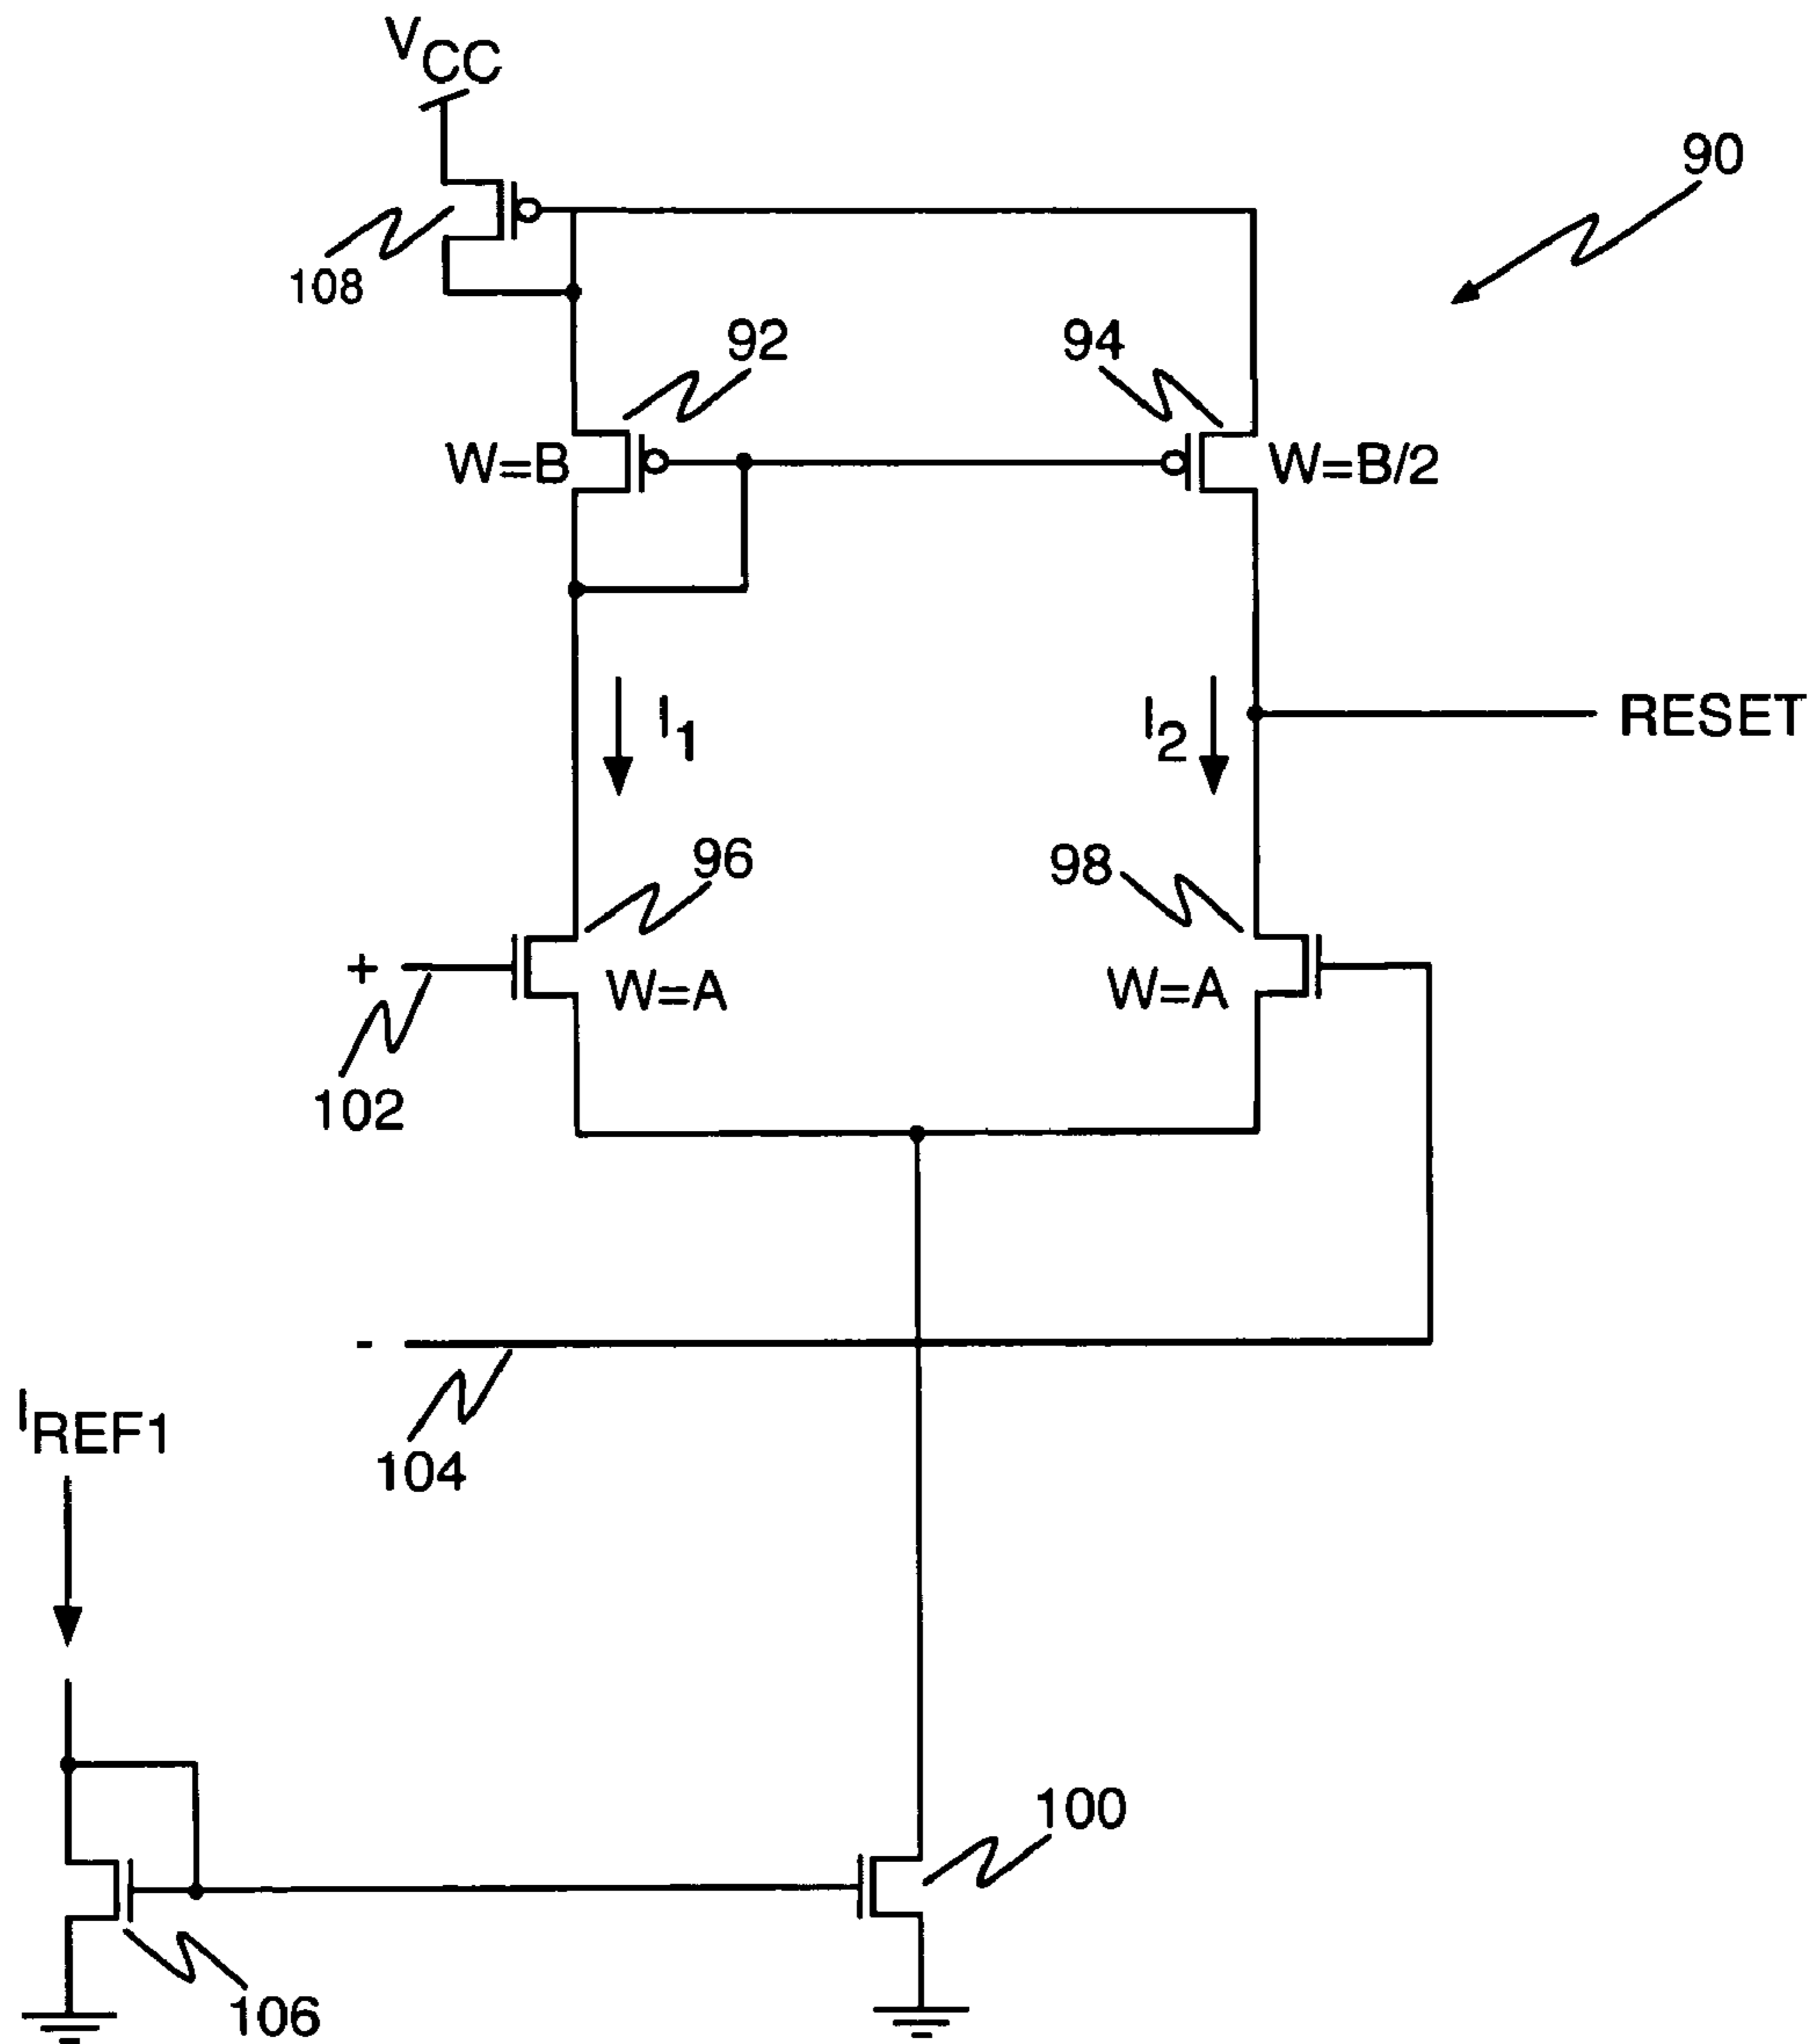 VCC
90
108
92
94
W=B
W=B/2
I1
I2
RESET
96
98
+
W=A
W=A
102
-
IREF1
104
100
106